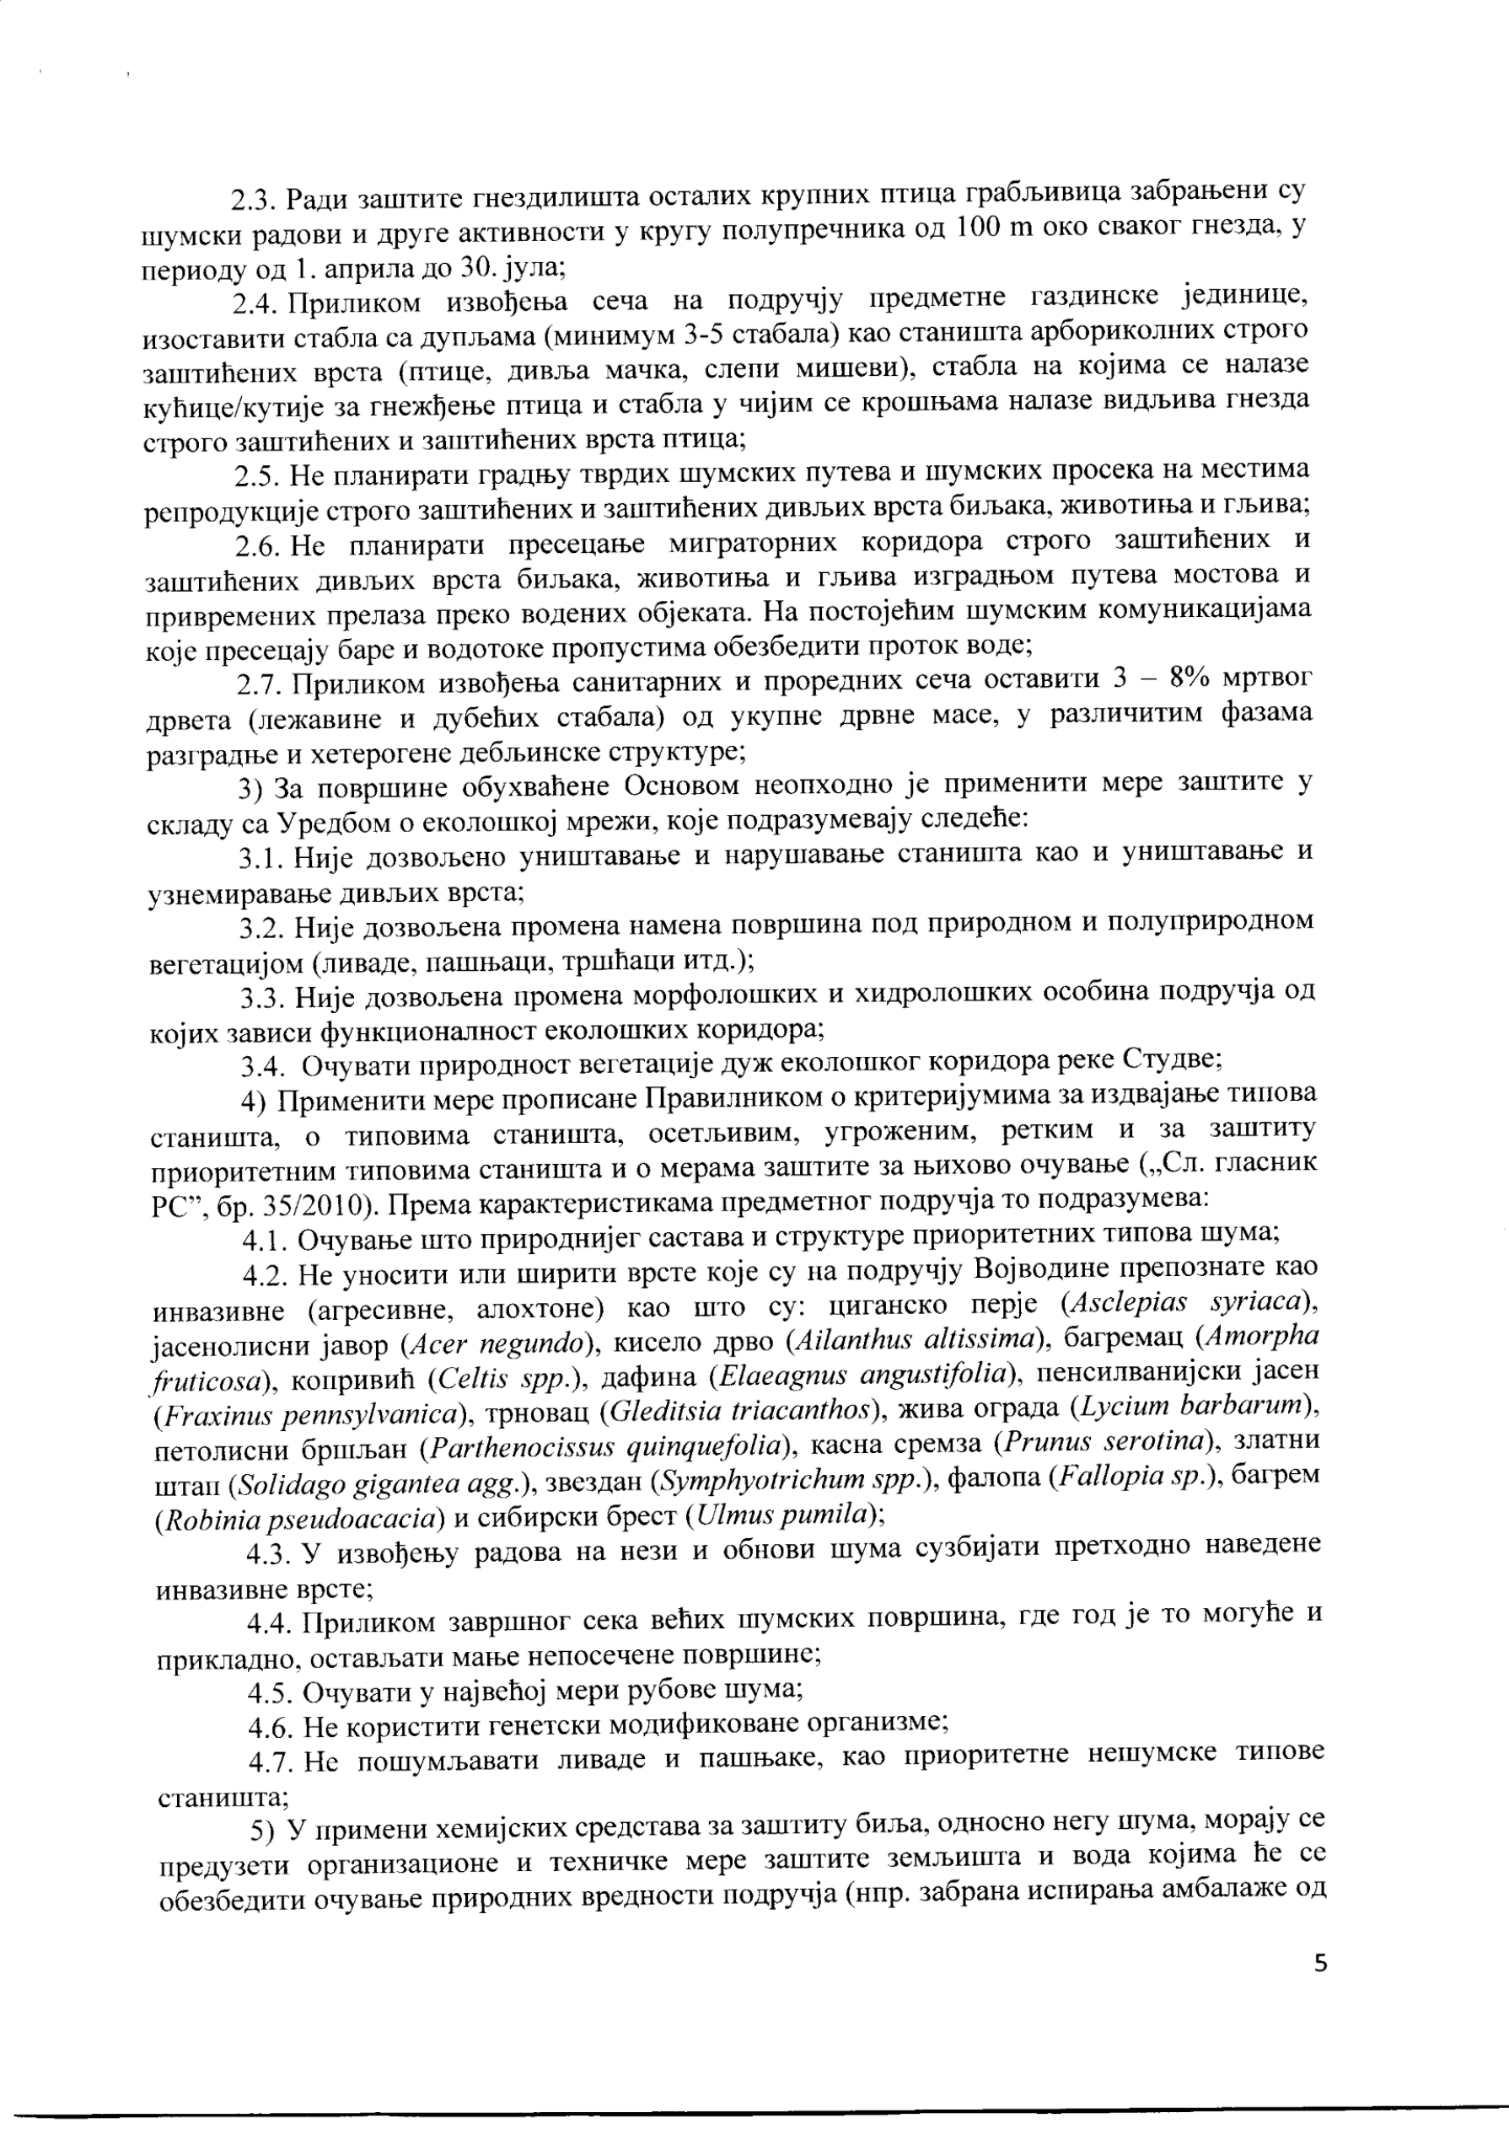 2.3. Ради заштите гнездилишта осталих крупних птица грабљивица забрањени су
шумски радови и друге активности у кругу полупречника од 100 m око сваког гнезда, у
периоду од 1. априла до 30. јула;
2.4. Приликом извођења сеча на подручју предметне газдинске јединице,
изоставити стабла са дупљама (минимум 3-5 стабала) као станишта арбориколних строго
заштићених врста (птице, дивља мачка, слепи мишеви), стабла на којима се налазе
кућице/кутије за гнежђење птица и стабла у чијим се крошњама налазе видљива гнезда
строго заштићених и заштићених врста птица;
2.5. Не планирати градњу тврдих шумских путева и шумских просека на местима
репродукције строго заштићених и заштићених дивљих врста биљака, животиња и гљива;
2.6. Не планирати пресецање миграторних коридора строго заштићених и
заштићених дивљих врста биљака, животиња и гљива изградњом путева мостова и
привремених прелаза преко водених објеката. На постојећим шумским комуникацијама
које пресецају баре и водотоке пропустима обезбедити проток воде;
2.7. Приликом извођења санитарних и проредних сеча оставити 3 – 8% мртвог
дрвета (лежавине и дубећих стабала) од укупне дрвне масе, у различитим фазама
разградње и хетерогене дебљинске структуре;
3) За површине обухваћене Основом неопходно је применити мере заштите у
складу са Уредбом о еколошкој мрежи, које подразумевају следеће:
3.1. Није дозвољено уништавање и нарушавање станишта као и уништавање и
узнемиравање дивљих врста;
3.2. Није дозвољена промена намена површина под природном и полуприродном
вегетацијом (ливаде, пашњаци, тршћаци итд.);
3.3. Није дозвољена промена морфолошких и хидролошких особина подручја од
којих зависи функционалност еколошких коридора;
3.4. Очувати природност вегетације дуж еколошког коридора реке Студве;
4) Применити мере прописане Правилником о критеријумима за издвајање типова
станишта, о типовима станишта, осетљивим, угроженим, ретким и за заштиту
приоритетним типовима станишта и о мерама заштите за њихово очување („Сл. гласник
РС”, бр. 35/2010). Према карактеристикама предметног подручја то подразумева:
4.1. Очување што природнијег састава и структуре приоритетних типова шума;
4.2. Не уносити или ширити врсте које су на подручју Војводине препознате као
инвазивне (агресивне, алохтоне) као што су: циганско перје (Asclepias syriaca),
јасенолисни јавор (Acer negundo), кисело дрво (Ailanthus altissima), багремац (Amorpha
fruticosa), копривић (Celtis spp.), дафина (Elaeagnus angustifolia), пенсилванијски јасен
(Fraxinus pennsylvanica), трновац (Gleditsia triacanthos), жива ограда (Lycium barbarum),
петолисни бршљан (Parthenocissus quinquefolia), касна сремза (Prunus serotina), златни
штап (Solidago gigantea agg.), звездан (Symphyotrichum spp.), фалопа (Fallopia sp.), багрем
(Robinia pseudoacacia) и сибирски брест (Ulmus pumila);
4.3. У извођењу радова на нези и обнови шума сузбијати претходно наведене
инвазивне врсте;
4.4. Приликом завршног сека већих шумских површина, где год је то могуће и
прикладно, остављати мање непосечене површине;
4.5. Очувати у највећој мери рубове шума;
4.6. Не користити генетски модификоване организме;
4.7. Не пошумљавати ливаде и пашњаке, као приоритетне нешумске типове
станишта;
5) У примени хемијских средстава за заштиту биља, односно негу шума, морају се
предузети организационе и техничке мере заштите земљишта и вода којима ће се
обезбедити очување природних вредности подручја (нпр. забрана испирања амбалаже од
5